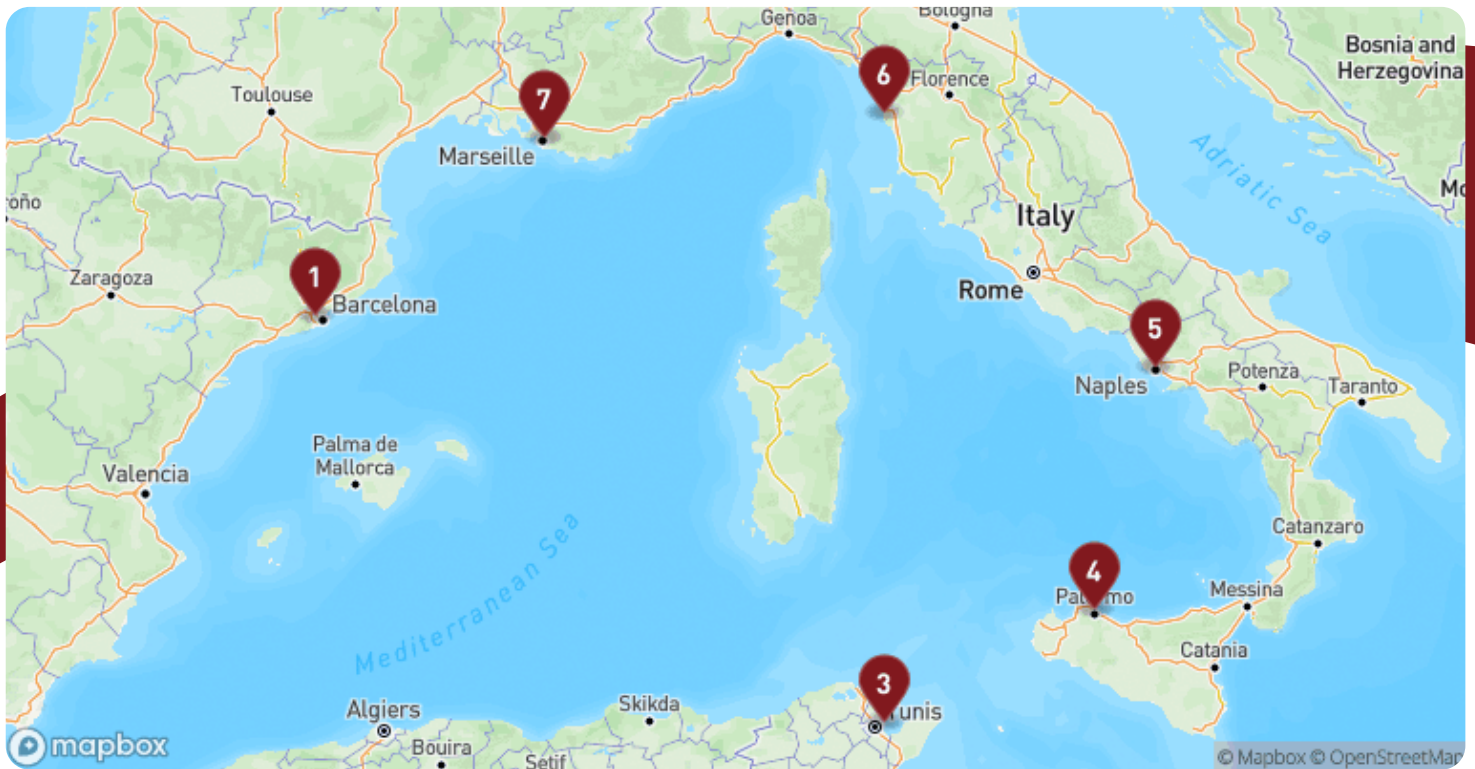 Genoa
Bologna
Bosnia and
Herzegovina
6
Florence
Toulouse
7
Marseille
Adriatic Sea
roño
Mo
Italy
Zaragoza
1
Barcelona
Rome
5
Naples
Potenza
Taranto
Palma de
Mallorca
Valencia
Mediterranean Sea
Catanzaro
4
Palermo
Messina
Catania
3
Tunis
Skikda
Algiers
Bouira
Setif
mapbox
© Mapbox © OpenStreetMap